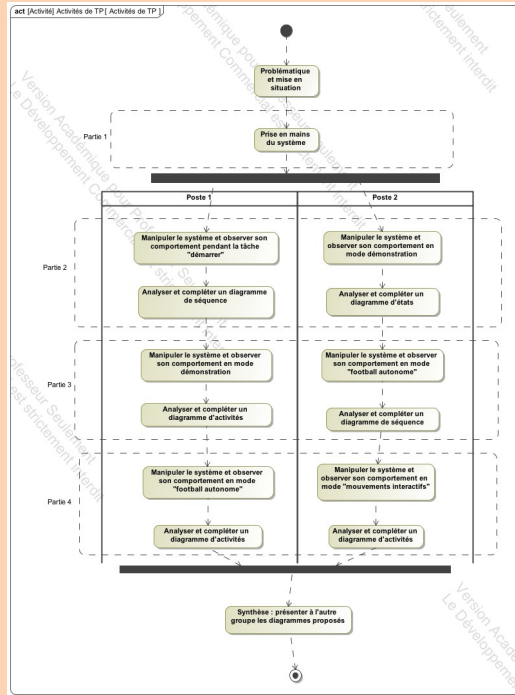 act [Activité] Activités de TP[ Activités de TP ]
Problématique
et mise en
situation
Partie 1
Prise en mains
du système
Poste 1
Poste 2
Partie 2
Manipuler le système et observer son
comportement pendant la tâche
"démarrer"
Manipuler le système et
observer son comportement en
mode démonstration
Analyser et compléter un diagramme
de séquence
Analyser et compléter un
diagramme d'états
Partie 3
Manipuler le système et observer
son comportement en mode
démonstration
Manipuler le système et observer
son comportement en mode
"football autonome"
Analyser et compléter un
diagramme d'activités
Analyser et compléter un
diagramme de séquence
Partie 4
Manipuler le système et observer
son comportement en mode
"football autonome"
Manipuler le système et
observer son comportement en
mode "mouvements interactifs"
Analyser et compléter un
diagramme d'activités
Analyser et compléter un
diagramme d'activités
Synthèse : présenter à l'autre
groupe les diagrammes proposés
Version Académique pour Professeur Seulement
Le Développement Commercial est strictement interdit